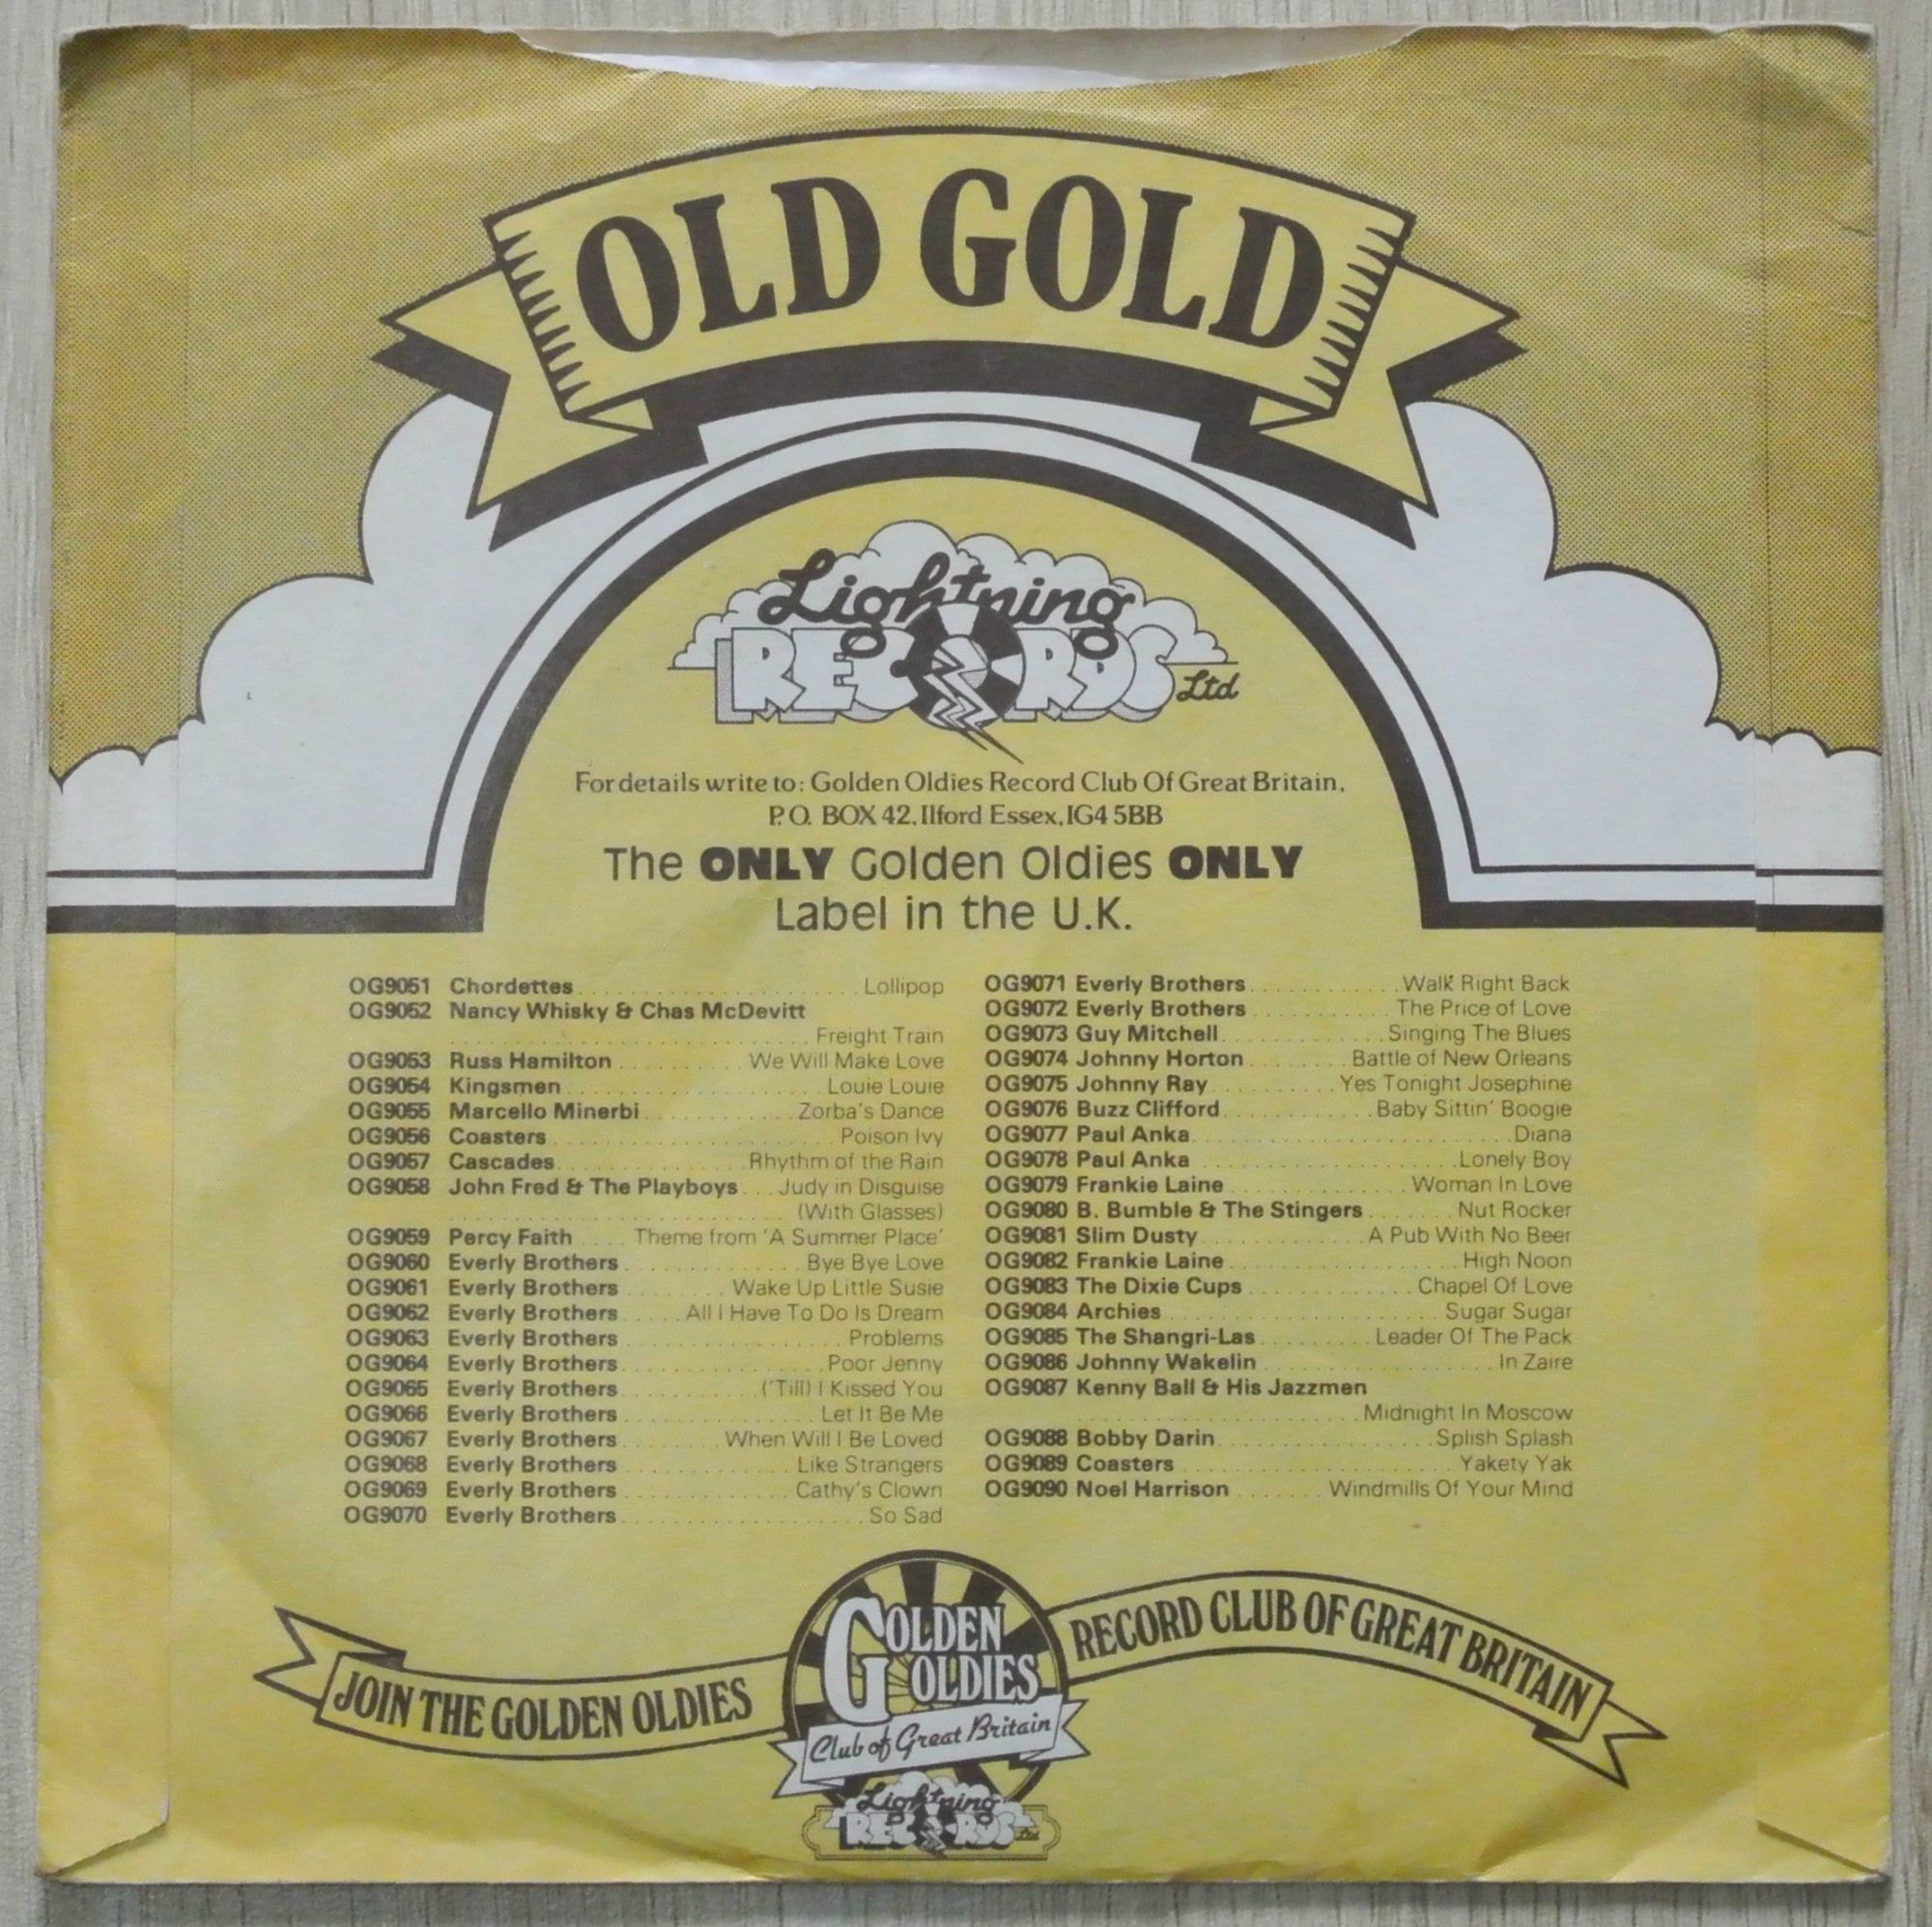 OLD GOLD
Lightning
RECORDS Ltd
For details write to: Golden Oldies Record Club Of Great Britain,
P.O. BOX 42, Ilford Essex, IG4 5BB
The ONLY Golden Oldies ONLY
Label in the U.K.
OG9051 Chordettes Lollipop
OG9052 Nancy Whisky & Chas McDevitt
Freight Train
OG9053 Russ Hamilton We Will Make Love
OG9054 Kingsmen Louie Louie
OG9055 Marcello Minerbi Zorba's Dance
OG9056 Coasters Poison Ivy
OG9057 Cascades Rhythm of the Rain
OG9058 John Fred & The Playboys Judy in Disguise
(With Glasses)
OG9059 Percy Faith Theme from 'A Summer Place'
OG9060 Everly Brothers Bye Bye Love
OG9061 Everly Brothers Wake Up Little Susie
OG9062 Everly Brothers All I Have To Do Is Dream
OG9063 Everly Brothers Problems
OG9064 Everly Brothers Poor Jenny
OG9065 Everly Brothers ('Till) I Kissed You
OG9066 Everly Brothers Let It Be Me
OG9067 Everly Brothers When Will I Be Loved
OG9068 Everly Brothers Like Strangers
OG9069 Everly Brothers Cathy's Clown
OG9070 Everly Brothers So Sad
OG9071 Everly Brothers Walk Right Back
OG9072 Everly Brothers The Price of Love
OG9073 Guy Mitchell Singing The Blues
OG9074 Johnny Horton Battle of New Orleans
OG9075 Johnny Ray Yes Tonight Josephine
OG9076 Buzz Clifford Baby Sittin' Boogie
OG9077 Paul Anka Diana
OG9078 Paul Anka Lonely Boy
OG9079 Frankie Laine Woman In Love
OG9080 B. Bumble & The Stingers Nut Rocker
OG9081 Slim Dusty A Pub With No Beer
OG9082 Frankie Laine High Noon
OG9083 The Dixie Cups Chapel Of Love
OG9084 Archies Sugar Sugar
OG9085 The Shangri-Las Leader Of The Pack
OG9086 Johnny Wakelin In Zaire
OG9087 Kenny Ball & His Jazzmen
Midnight In Moscow
OG9088 Bobby Darin Splish Splash
OG9089 Coasters Yakety Yak
OG9090 Noel Harrison Windmills Of Your Mind
JOIN THE GOLDEN OLDIES
GOLDEN
OLDIES
Club of Great Britain
RECORD CLUB OF GREAT BRITAIN
Lightning
RECORDS Ltd